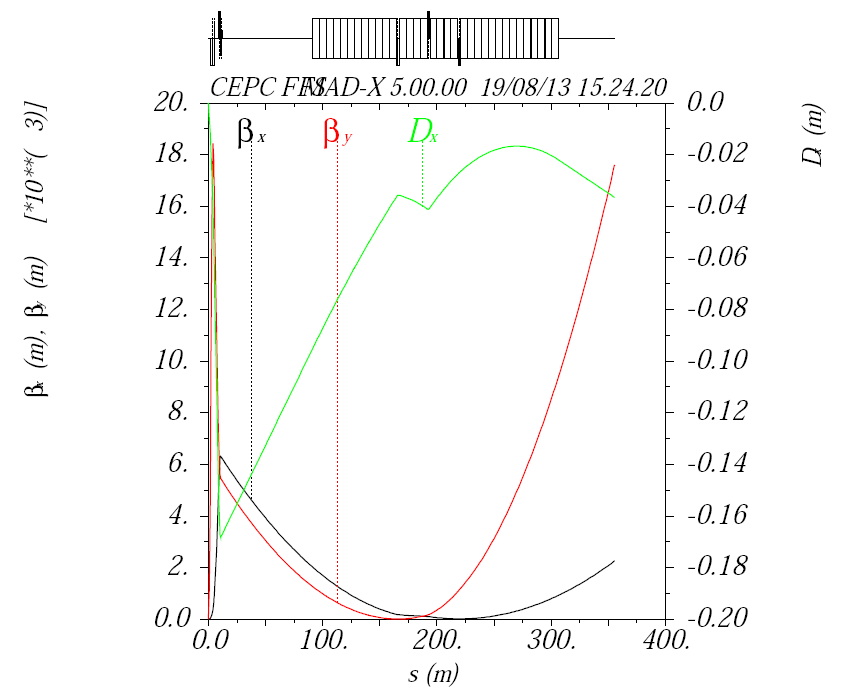 CEPC FFS MAD-X 5.00.00 19/08/13 15.24.20
βx (m), βy (m) [*10**( 3)]
Dx (m)
βx
βy
Dx
20.
18.
16.
14.
12.
10.
8.
6.
4.
2.
0.0
0.0
-0.02
-0.04
-0.06
-0.08
-0.10
-0.12
-0.14
-0.16
-0.18
-0.20
0.0 100. 200. 300. 400.
s (m)